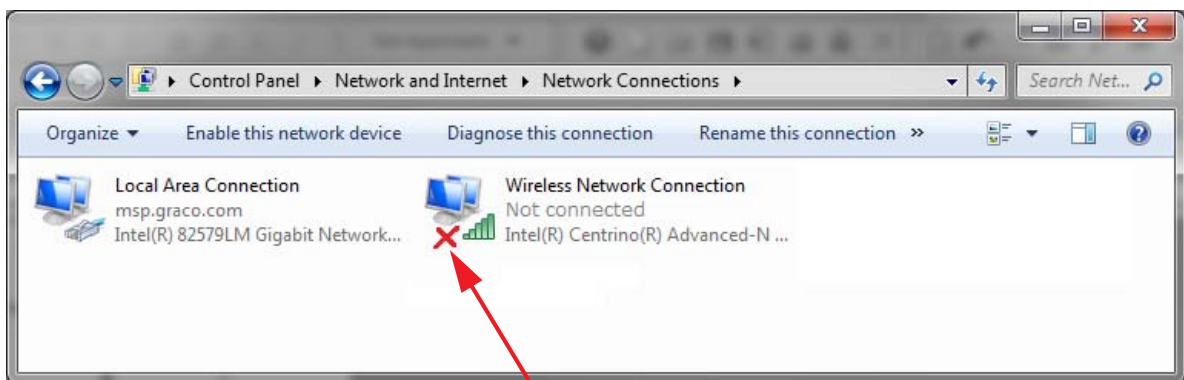 Control Panel Network and Internet Network Connections Search Net...
Organize Enable this network device Diagnose this connection Rename this connection »
Local Area Connection
msp.graco.com
Intel(R) 82579LM Gigabit Network...
Wireless Network Connection
Not connected
Intel(R) Centrino(R) Advanced-N ...